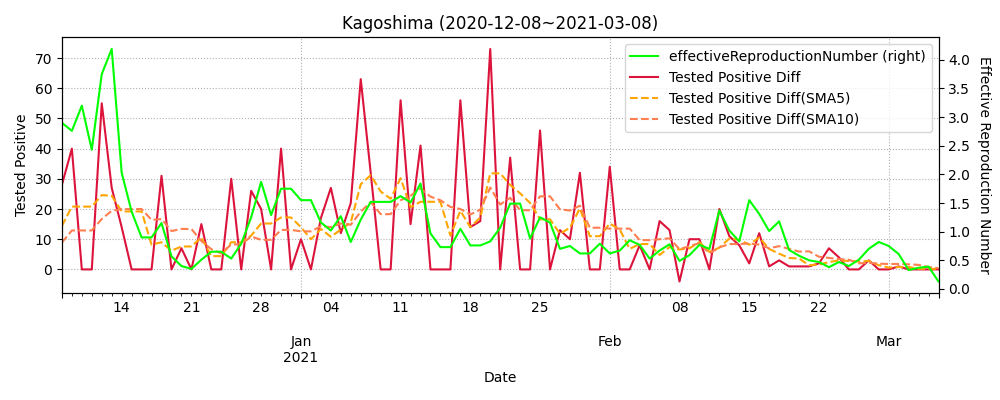 Kagoshima (2020-12-08~2021-03-08)
effectiveReproductionNumber (right)
Tested Positive Diff
Tested Positive Diff(SMA5)
Tested Positive Diff(SMA10)
Tested Positive
70
60
50
40
30
20
10
0
Effective Reproduction Number
4.0
3.5
3.0
2.5
2.0
1.5
1.0
0.5
0.0
14 21 28 04 11 18 25 08 15 22
Jan Feb Mar
2021
Date